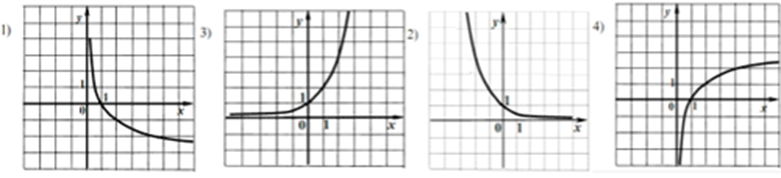 1) y 1 0 1 x
3) y 1 0 1 x
2) y 1 0 1 x
4) y 1 0 1 x